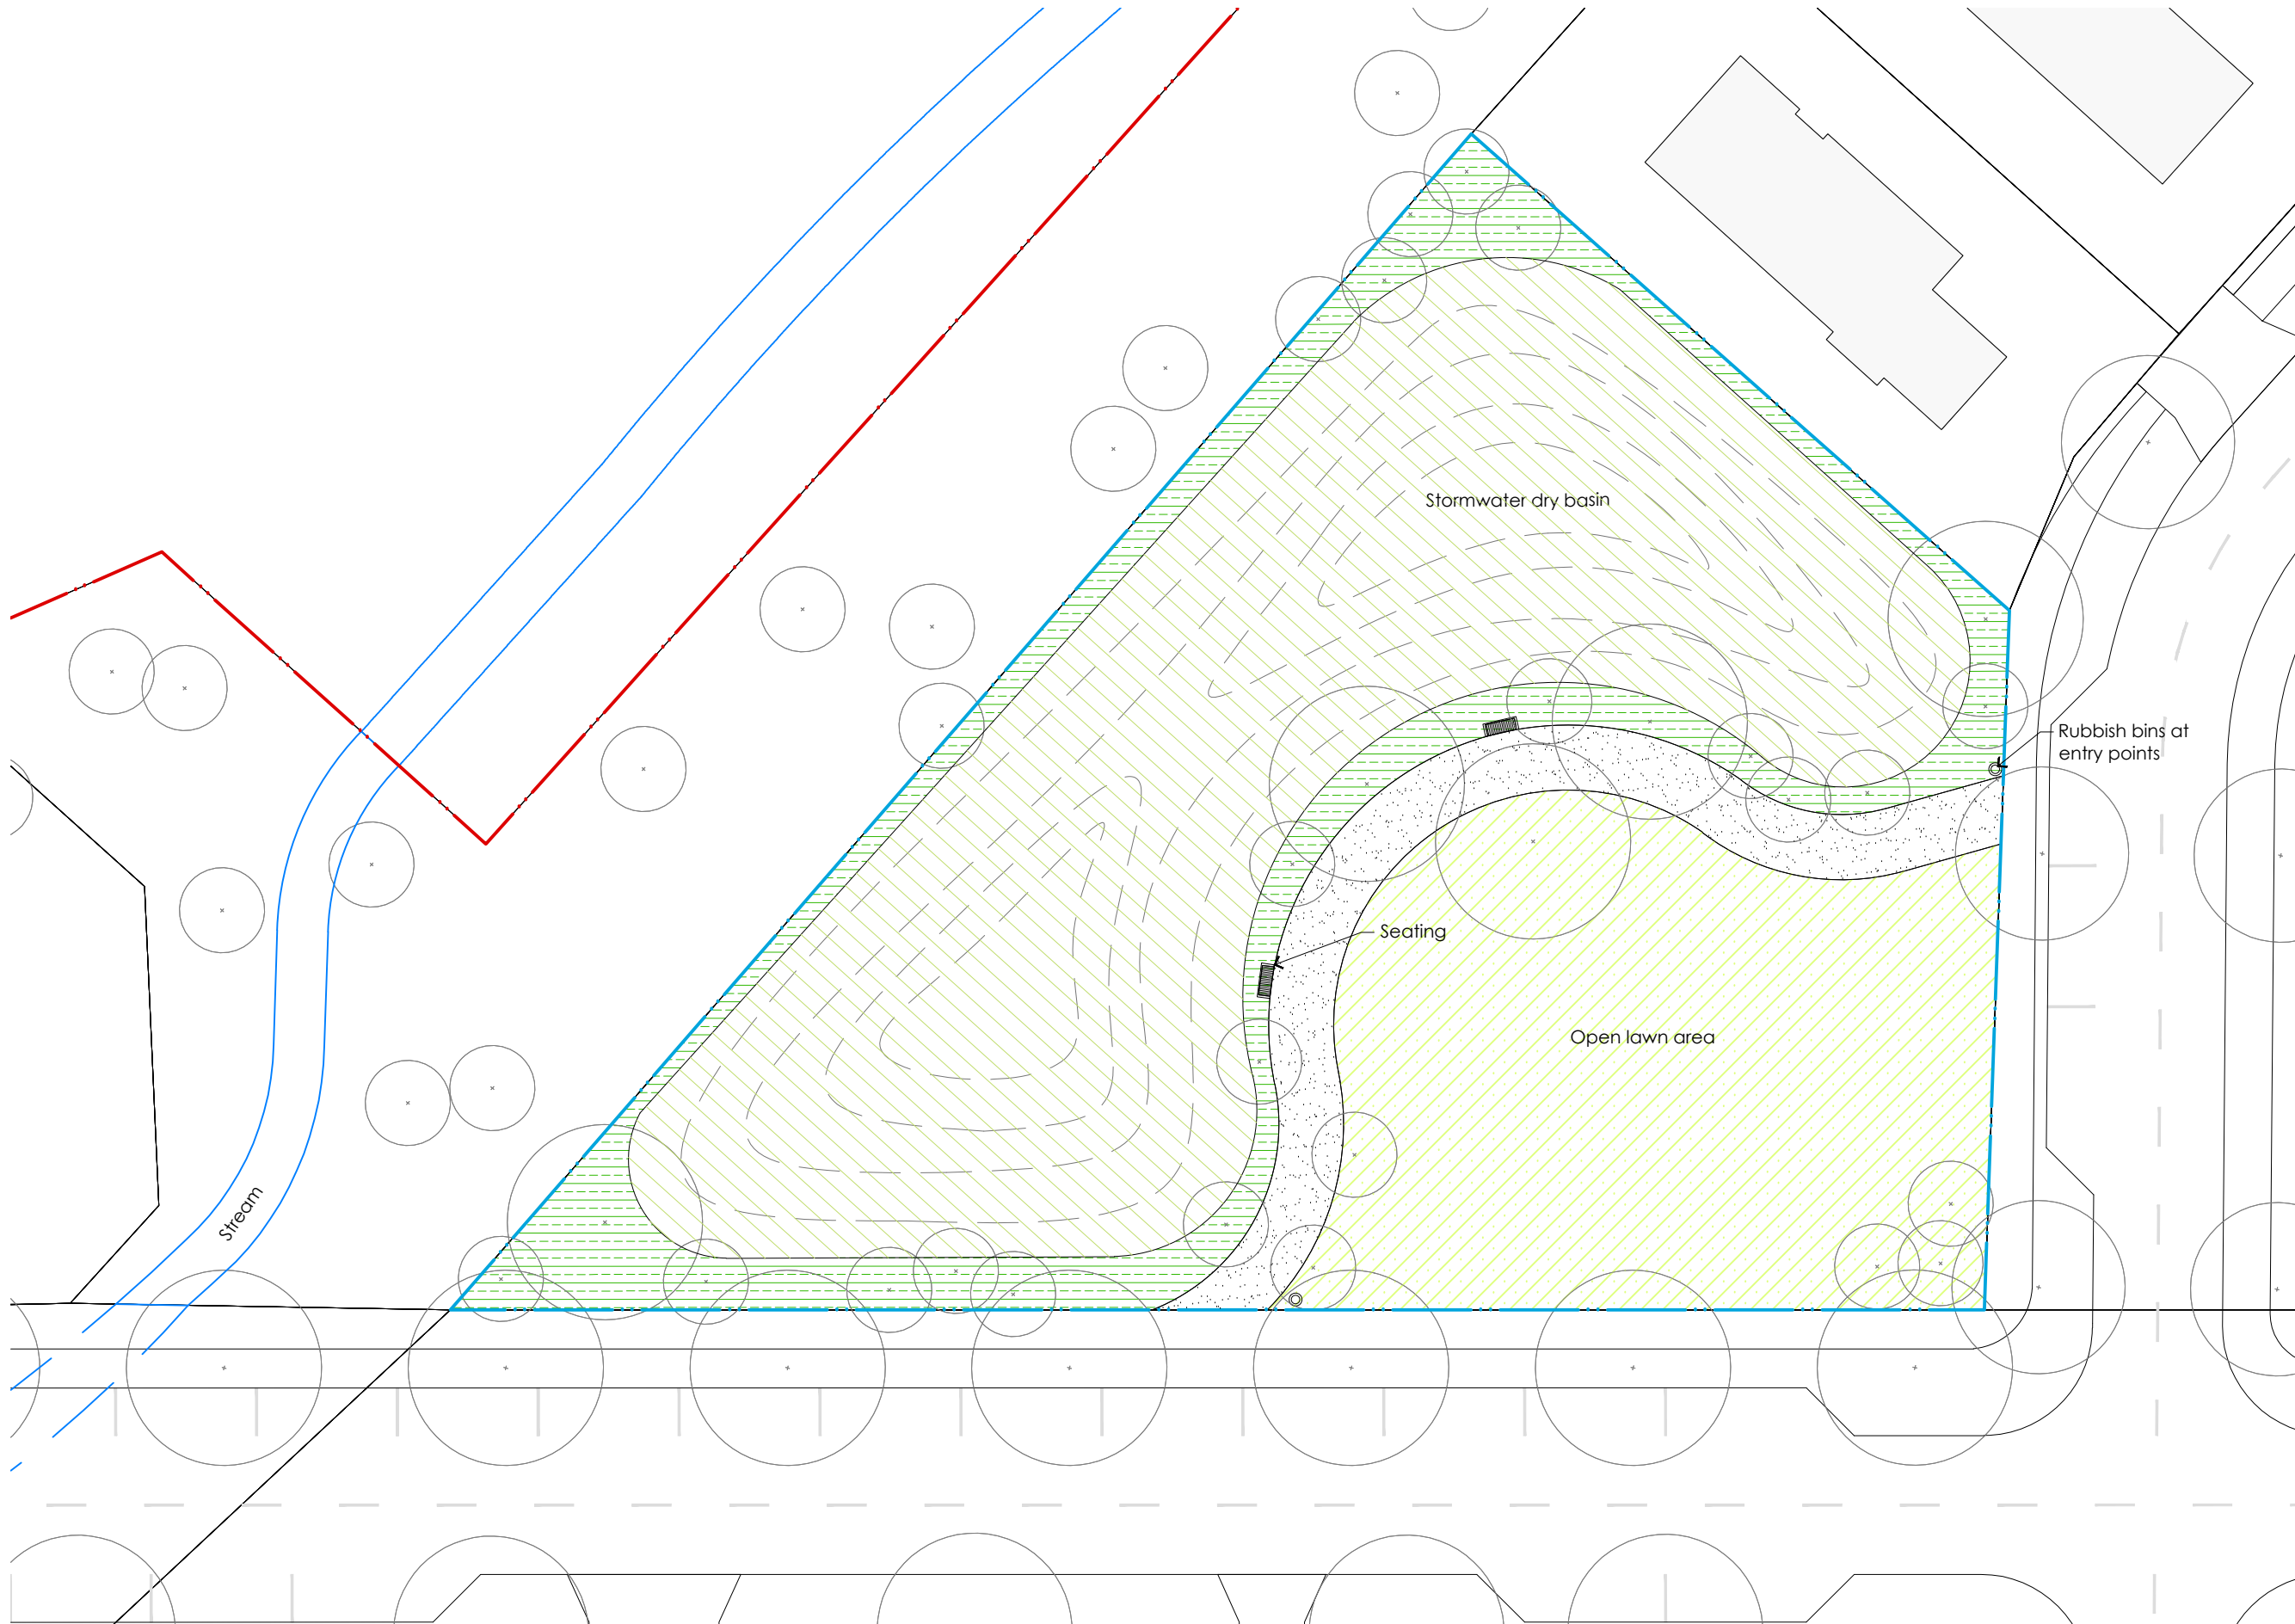 Stormwater dry basin
Rubbish bins at
entry points
Seating
Open lawn area
Stream